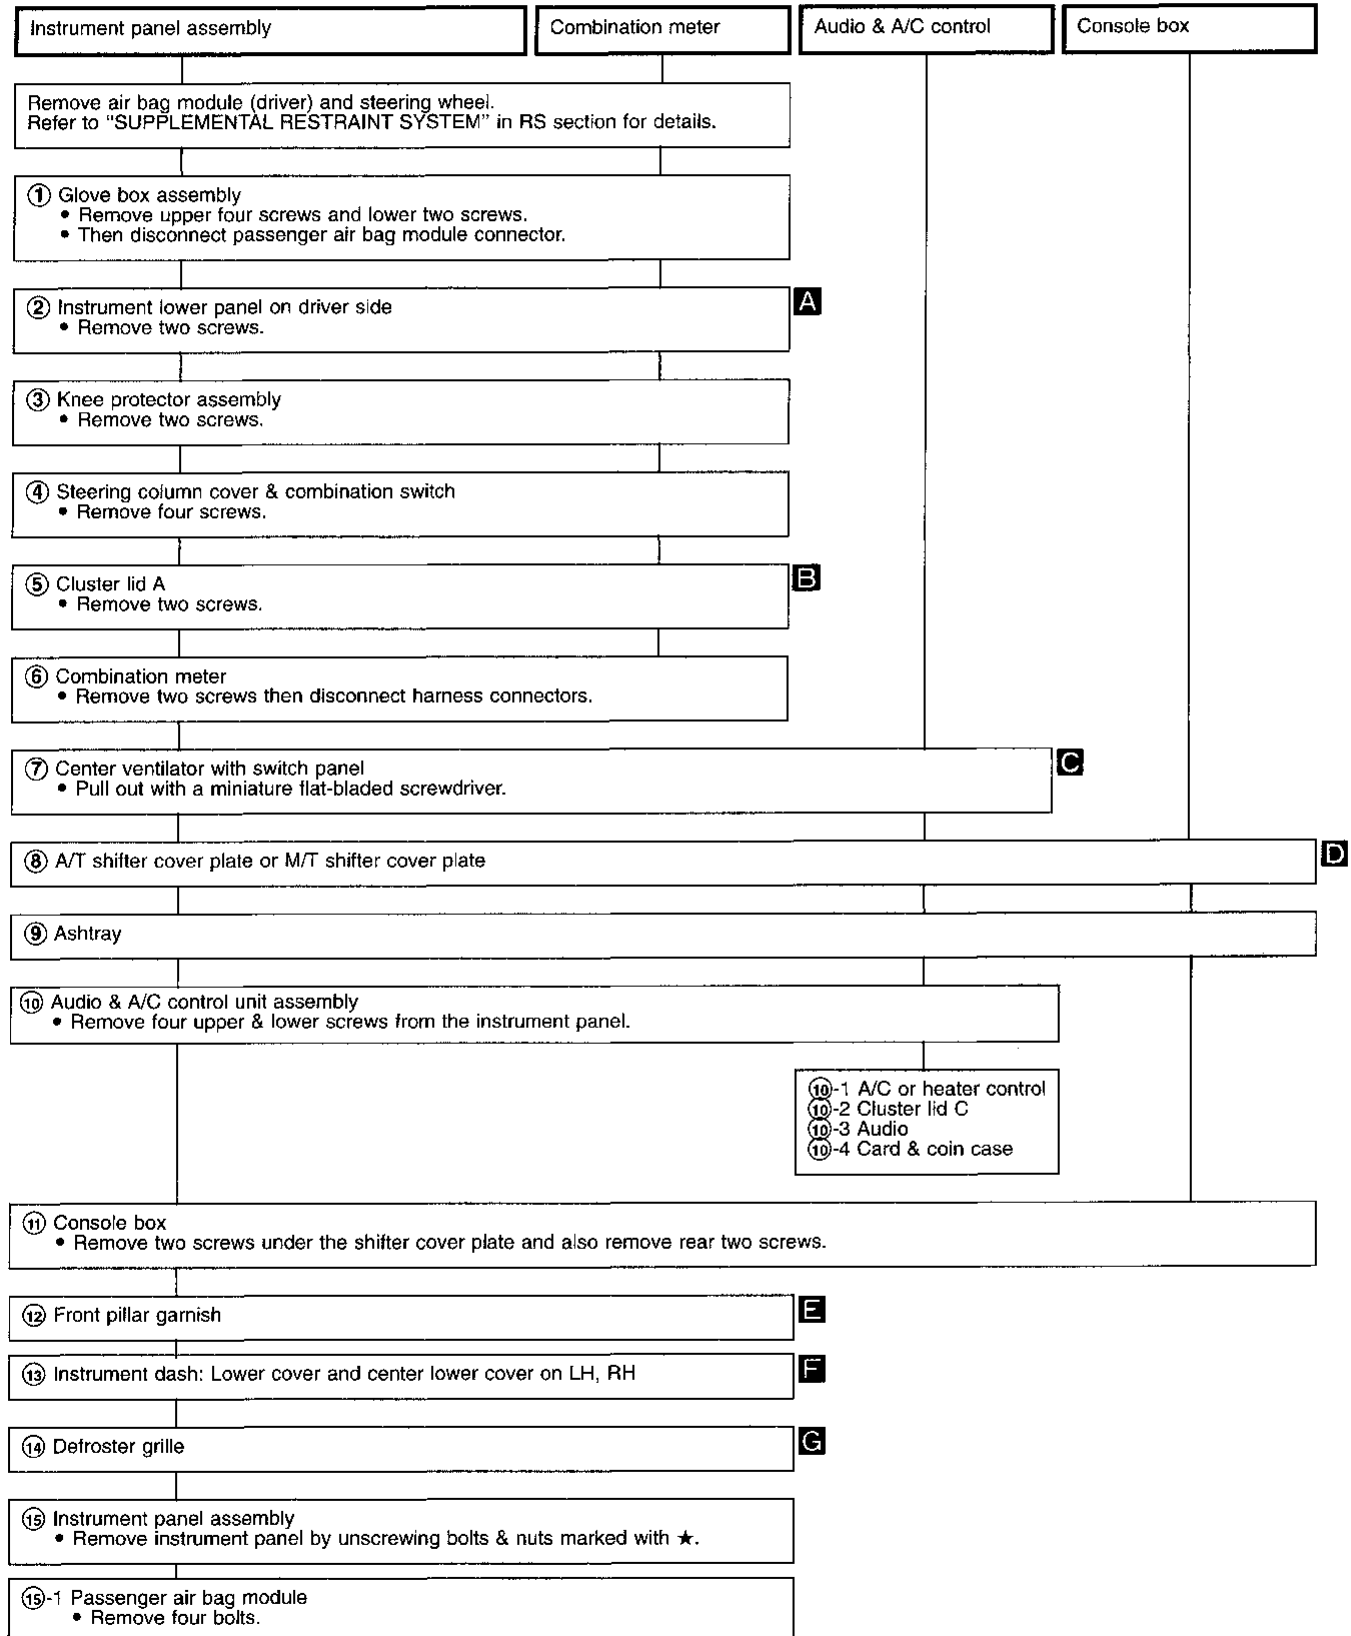 Instrument panel assembly
Combination meter
Audio & A/C control
Console box
Remove air bag module (driver) and steering wheel.
Refer to "SUPPLEMENTAL RESTRAINT SYSTEM" in RS section for details.
① Glove box assembly
• Remove upper four screws and lower two screws.
• Then disconnect passenger air bag module connector.
② Instrument lower panel on driver side
• Remove two screws.
A
③ Knee protector assembly
• Remove two screws.
④ Steering column cover & combination switch
• Remove four screws.
⑤ Cluster lid A
• Remove two screws.
B
⑥ Combination meter
• Remove two screws then disconnect harness connectors.
⑦ Center ventilator with switch panel
• Pull out with a miniature flat-bladed screwdriver.
C
⑧ A/T shifter cover plate or M/T shifter cover plate
D
⑨ Ashtray
⑩ Audio & A/C control unit assembly
• Remove four upper & lower screws from the instrument panel.
⑩-1 A/C or heater control
⑩-2 Cluster lid C
⑩-3 Audio
⑩-4 Card & coin case
⑪ Console box
• Remove two screws under the shifter cover plate and also remove rear two screws.
⑫ Front pillar garnish
E
⑬ Instrument dash: Lower cover and center lower cover on LH, RH
F
⑭ Defroster grille
G
⑮ Instrument panel assembly
• Remove instrument panel by unscrewing bolts & nuts marked with ★.
⑮-1 Passenger air bag module
• Remove four bolts.